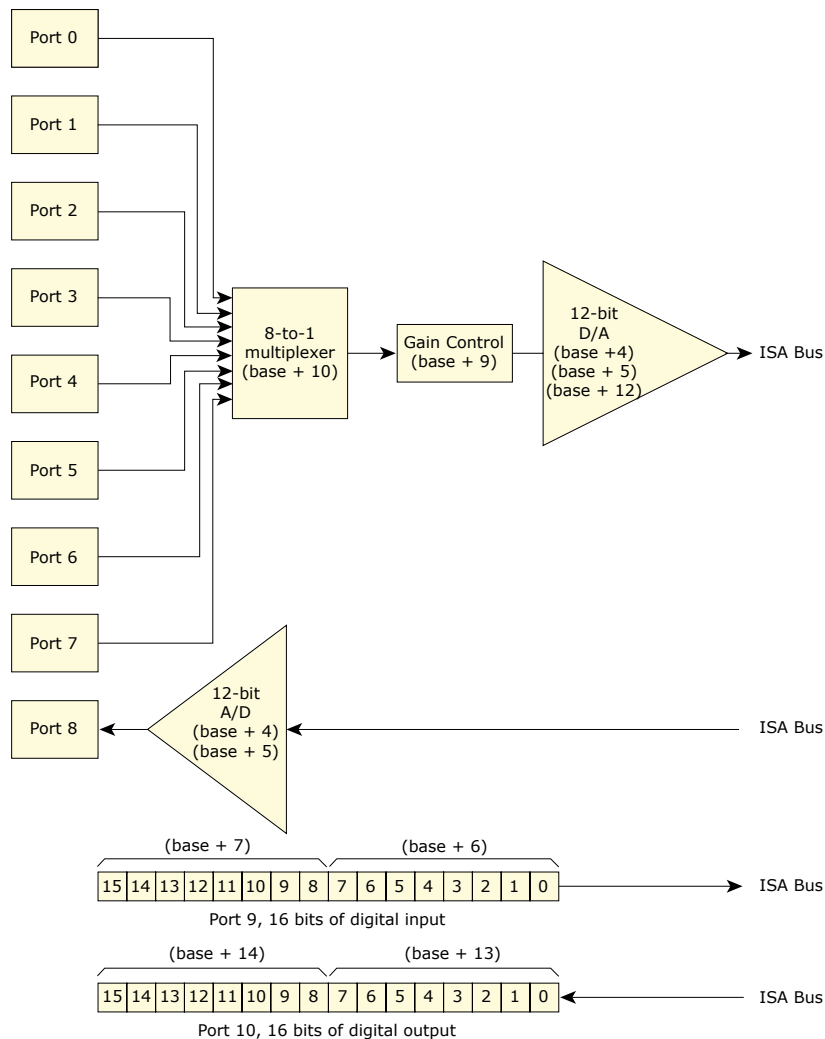 Port 0
Port 1
Port 2
Port 3
Port 4
Port 5
Port 6
Port 7
8-to-1
multiplexer
(base + 10)
Gain Control
(base + 9)
12-bit
D/A
(base +4)
(base + 5)
(base + 12)
ISA Bus
Port 8
12-bit
A/D
(base + 4)
(base + 5)
ISA Bus
(base + 7) (base + 6)
15 14 13 12 11 10 9 8 7 6 5 4 3 2 1 0 ISA Bus
Port 9, 16 bits of digital input
(base + 14) (base + 13)
15 14 13 12 11 10 9 8 7 6 5 4 3 2 1 0 ISA Bus
Port 10, 16 bits of digital output